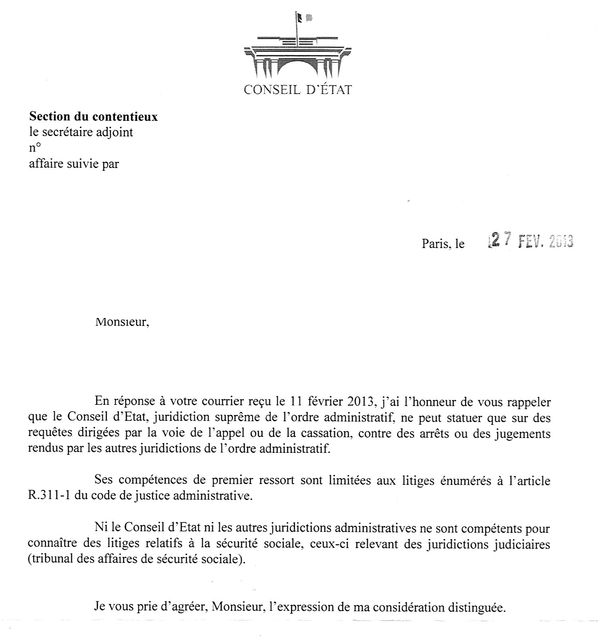 CONSEIL D'ÉTAT
Section du contentieux
le secrétaire adjoint
n°
affaire suivie par
Paris, le 27 FEV. 2013
Monsieur,
En réponse à votre courrier reçu le 11 février 2013, j'ai l'honneur de vous rappeler
que le Conseil d'Etat, juridiction suprême de l'ordre administratif, ne peut statuer que sur des
requêtes dirigées par la voie de l'appel ou de la cassation, contre des arrêts ou des jugements
rendus par les autres juridictions de l'ordre administratif.
Ses compétences de premier ressort sont limitées aux litiges énumérés à l'article
R.311-1 du code de justice administrative.
Ni le Conseil d'Etat ni les autres juridictions administratives ne sont compétents pour
connaître des litiges relatifs à la sécurité sociale, ceux-ci relevant des juridictions judiciaires
(tribunal des affaires de sécurité sociale).
Je vous prie d'agréer, Monsieur, l'expression de ma considération distinguée.